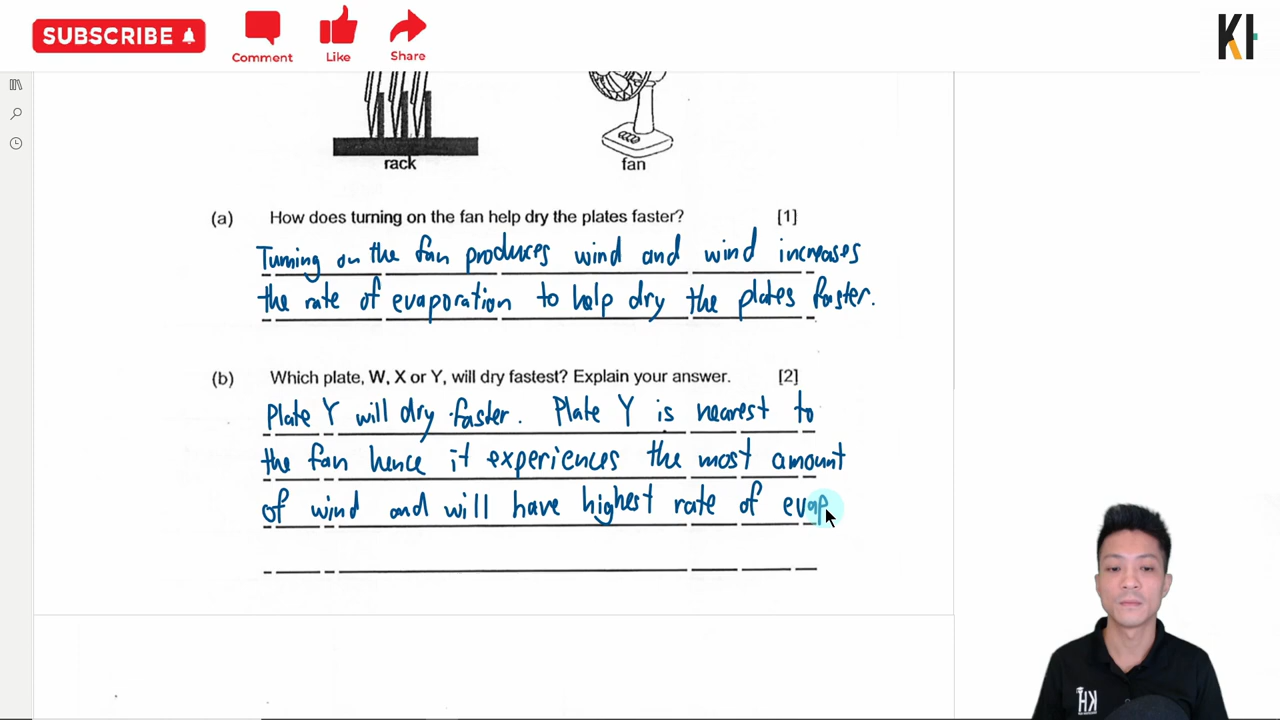 SUBSCRIBE
Comment
Like
Share
KH
rack
fan
(a) How does turning on the fan help dry the plates faster? [1]
Turning on the fan produces wind and wind increases
the rate of evaporation to help dry the plates faster.
(b) Which plate, W, X or Y, will dry fastest? Explain your answer. [2]
Plate Y will dry faster. Plate Y is nearest to
the fan hence it experiences the most amount
of wind and will have highest rate of evap
KH